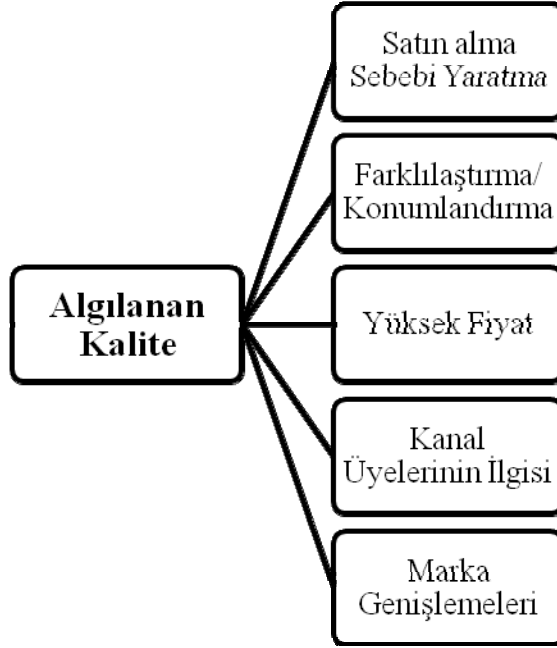 Satın alma
Sebebi Yaratma
Farklılaştırma/
Konumlandırma
Algılanan
Kalite
Yüksek Fiyat
Kanal
Üyelerinin İlgisi
Marka
Genişlemeleri